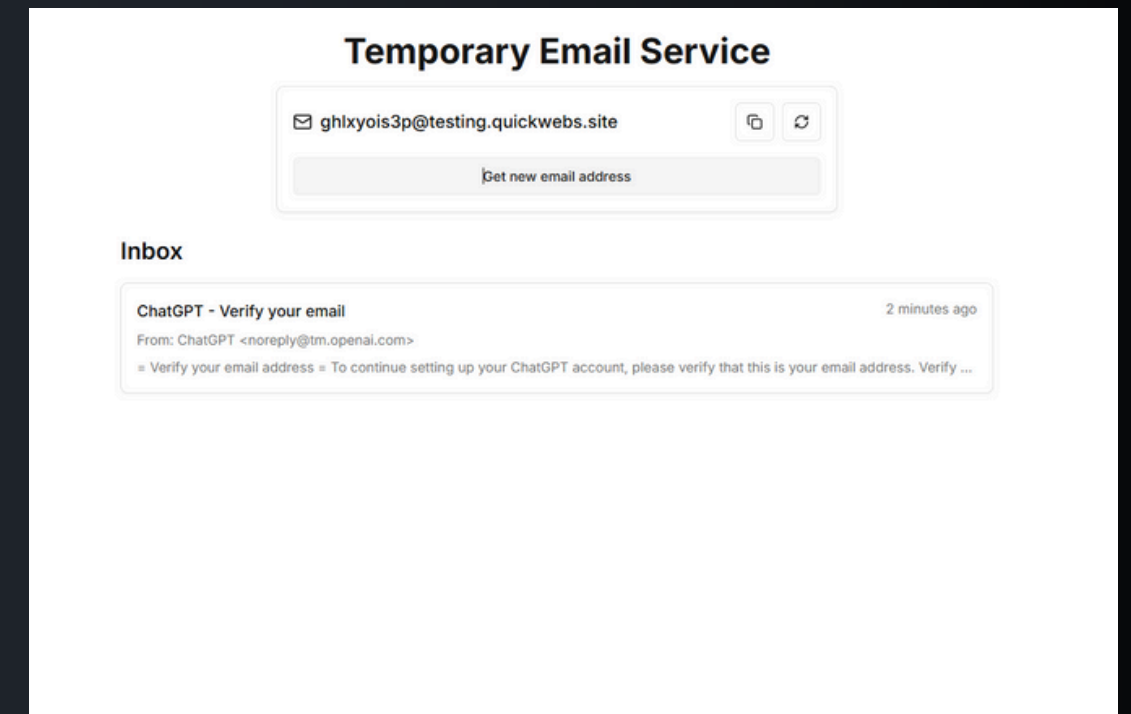 Temporary Email Service
ghlxyois3p@testing.quickwebs.site
Get new email address
Inbox
ChatGPT - Verify your email
2 minutes ago
From: ChatGPT <noreply@tm.openai.com>
= Verify your email address = To continue setting up your ChatGPT account, please verify that this is your email address. Verify ...